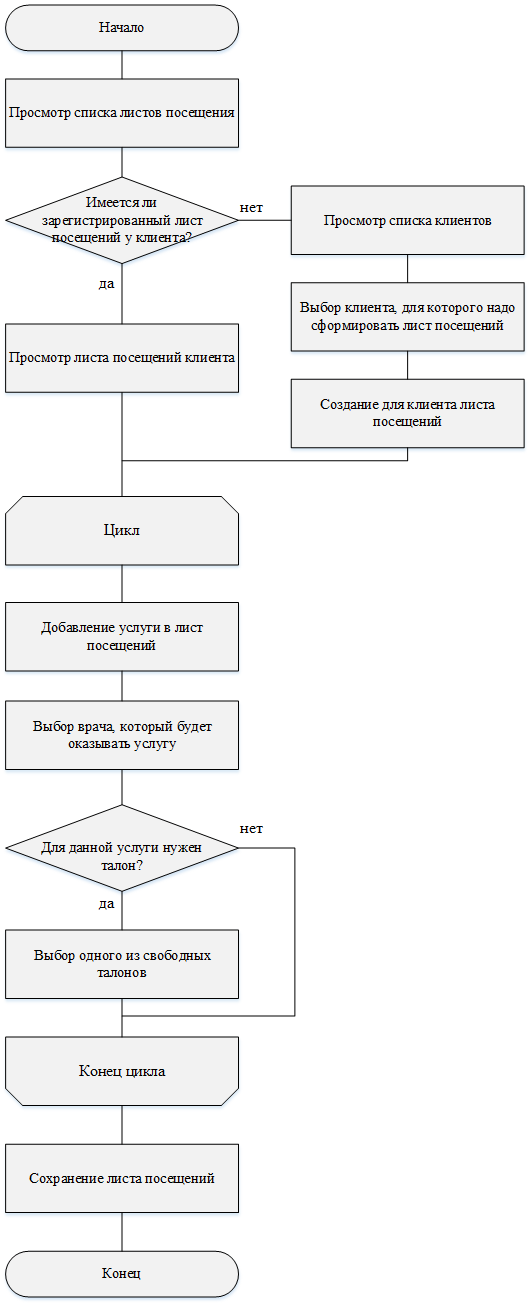 Начало
Просмотр списка листов посещения
Имеется ли
зарегистрированный лист
посещений у клиента?
нет
Просмотр списка клиентов
да
Выбор клиента, для которого надо
сформировать лист посещений
Просмотр листа посещений клиента
Создание для клиента листа
посещений
Цикл
Добавление услуги в лист
посещений
Выбор врача, который будет
оказывать услугу
нет
Для данной услуги нужен
талон?
да
Выбор одного из свободных
талонов
Конец цикла
Сохранение листа посещений
Конец